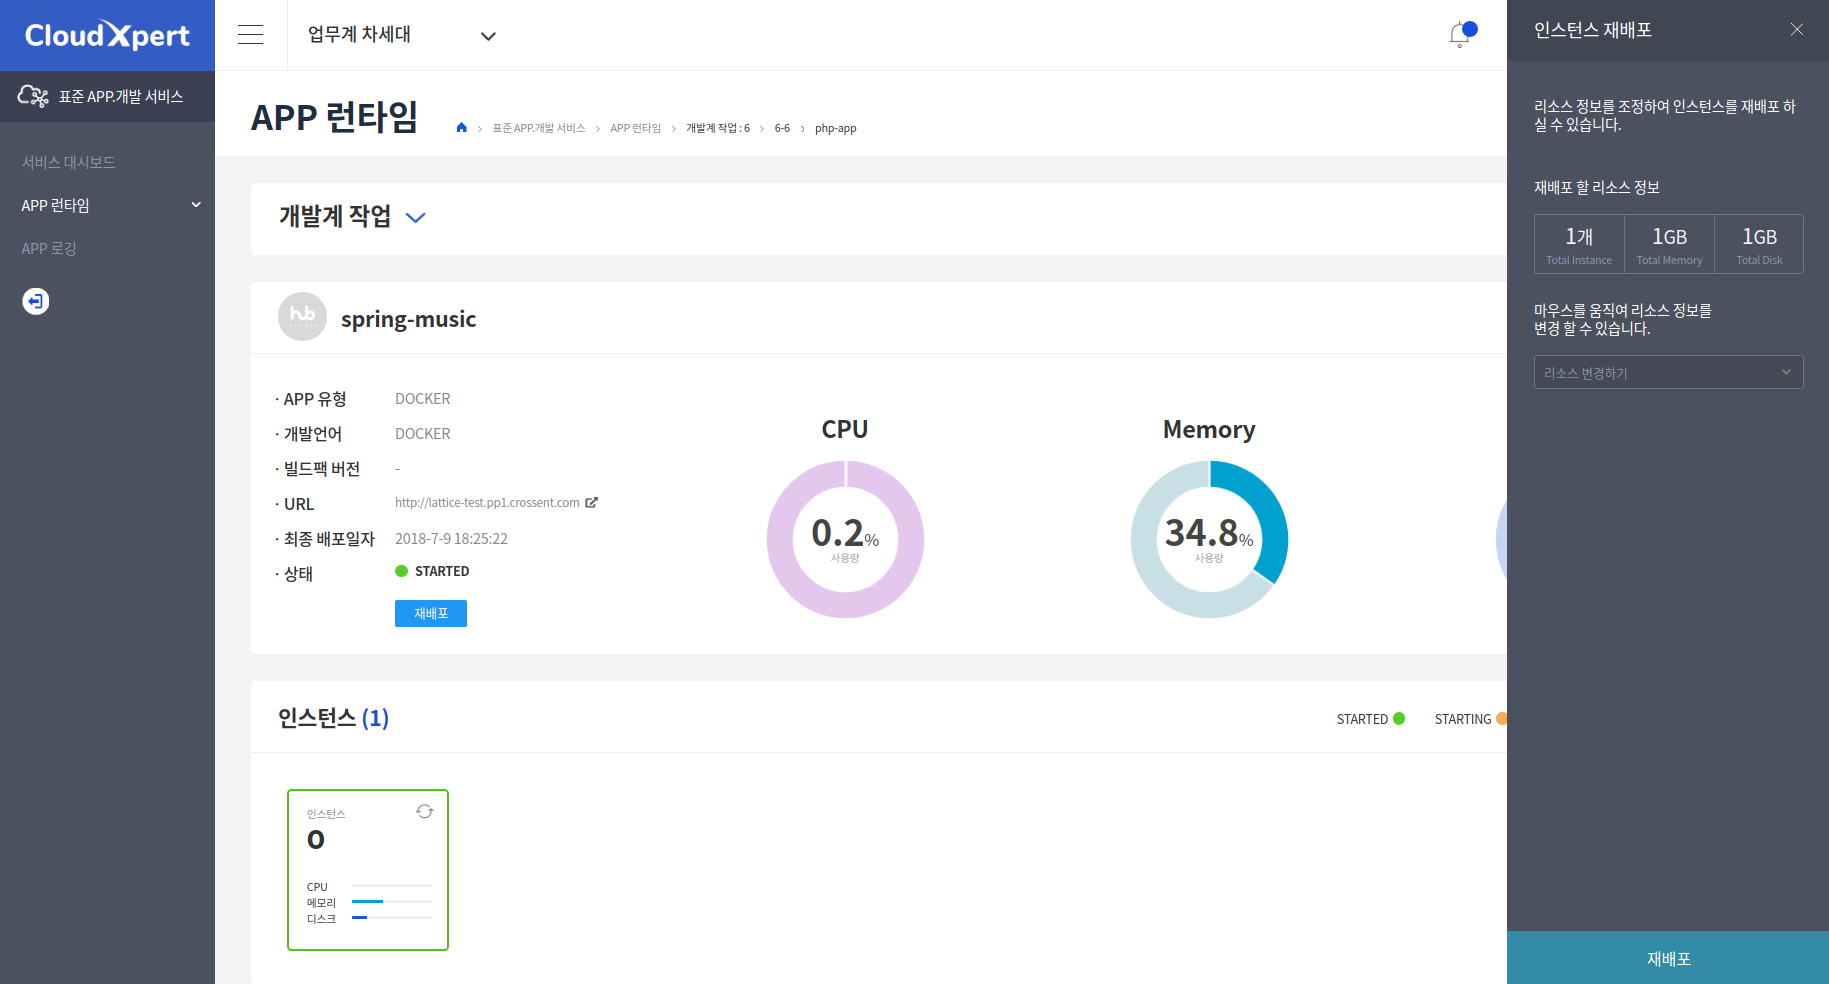 CloudXpert
표준 APP.개발 서비스
서비스 대시보드
APP 런타임
APP 로깅
업무계 차세대
APP 런타임
표준 APP.개발 서비스 > APP 런타임 > 개발계 작업 : 6 > 6-6 > php-app
개발계 작업
hub
spring-music
· APP 유형 DOCKER
· 개발언어 DOCKER
· 빌드팩 버전 -
· URL http://lattice-test.pp1.crossent.com
· 최종 배포일자 2018-7-9 18:25:22
· 상태 STARTED
재배포
CPU
0.2%
사용량
Memory
34.8%
사용량
인스턴스 (1)
STARTED
STARTING
인스턴스
0
CPU
메모리
디스크
인스턴스 재배포
리소스 정보를 조정하여 인스턴스를 재배포 하
실 수 있습니다.
재배포 할 리소스 정보
1개 1GB 1GB
Total Instance Total Memory Total Disk
마우스를 움직여 리소스 정보를
변경 할 수 있습니다.
리소스 변경하기
재배포